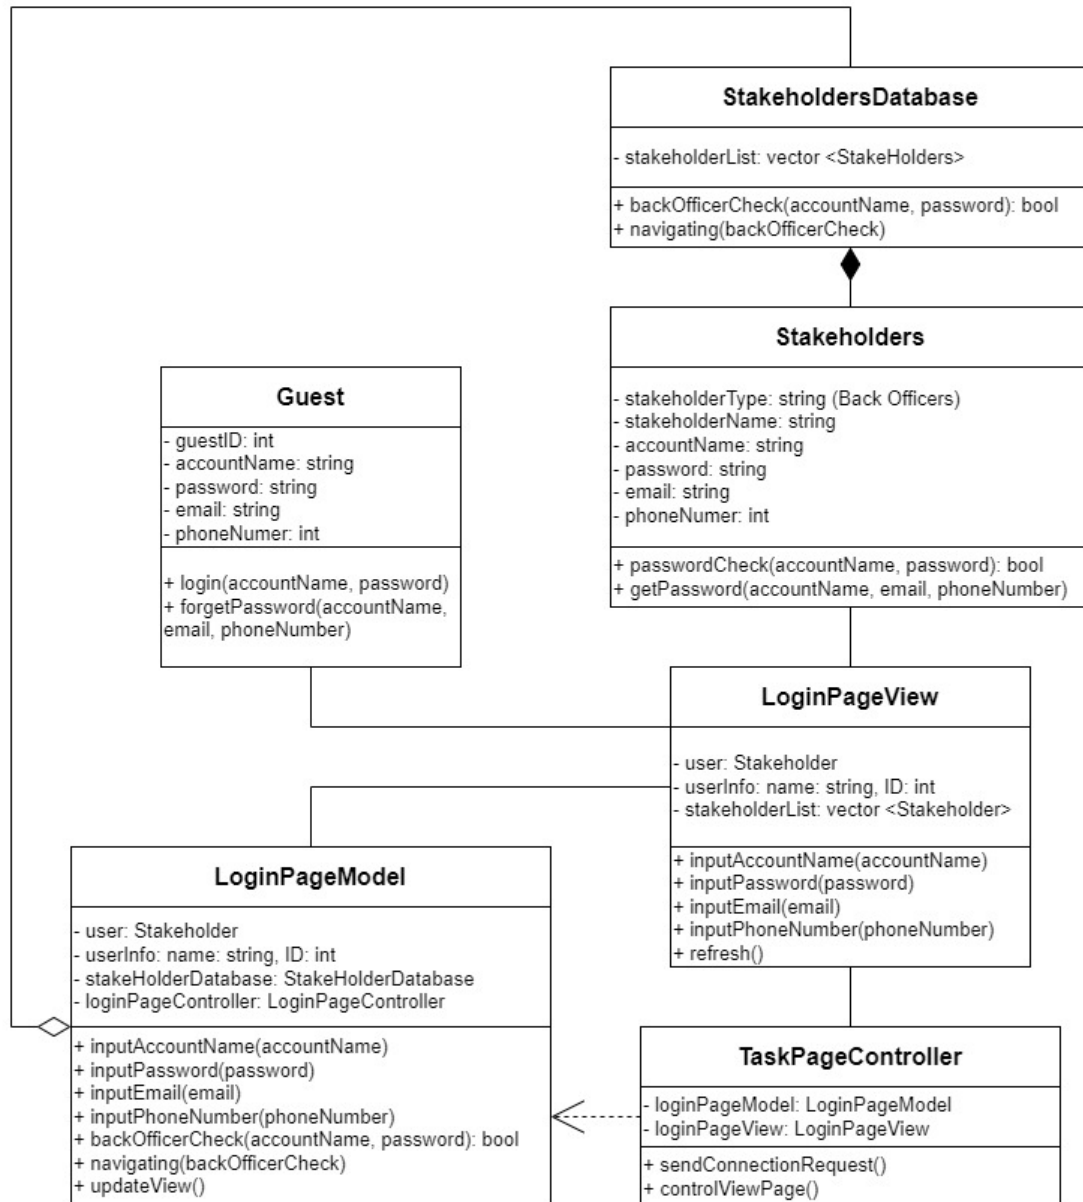 StakeholdersDatabase
- stakeholderList: vector <StakeHolders>
+ backOfficerCheck(accountName, password): bool
+ navigating(backOfficerCheck)
Stakeholders
- stakeholderType: string (Back Officers)
- stakeholderName: string
- accountName: string
- password: string
- email: string
- phoneNumer: int
+ passwordCheck(accountName, password): bool
+ getPassword(accountName, email, phoneNumber)
Guest
- guestID: int
- accountName: string
- password: string
- email: string
- phoneNumer: int
+ login(accountName, password)
+ forgetPassword(accountName,
email, phoneNumber)
LoginPageView
- user: Stakeholder
- userInfo: name: string, ID: int
- stakeholderList: vector <Stakeholder>
+ inputAccountName(accountName)
+ inputPassword(password)
+ inputEmail(email)
+ inputPhoneNumber(phoneNumber)
+ refresh()
LoginPageModel
- user: Stakeholder
- userInfo: name: string, ID: int
- stakeHolderDatabase: StakeHolderDatabase
- loginPageController: LoginPageController
+ inputAccountName(accountName)
+ inputPassword(password)
+ inputEmail(email)
+ inputPhoneNumber(phoneNumber)
+ backOfficerCheck(accountName, password): bool
+ navigating(backOfficerCheck)
+ updateView()
TaskPageController
- loginPageModel: LoginPageModel
- loginPageView: LoginPageView
+ sendConnectionRequest()
+ controlViewPage()